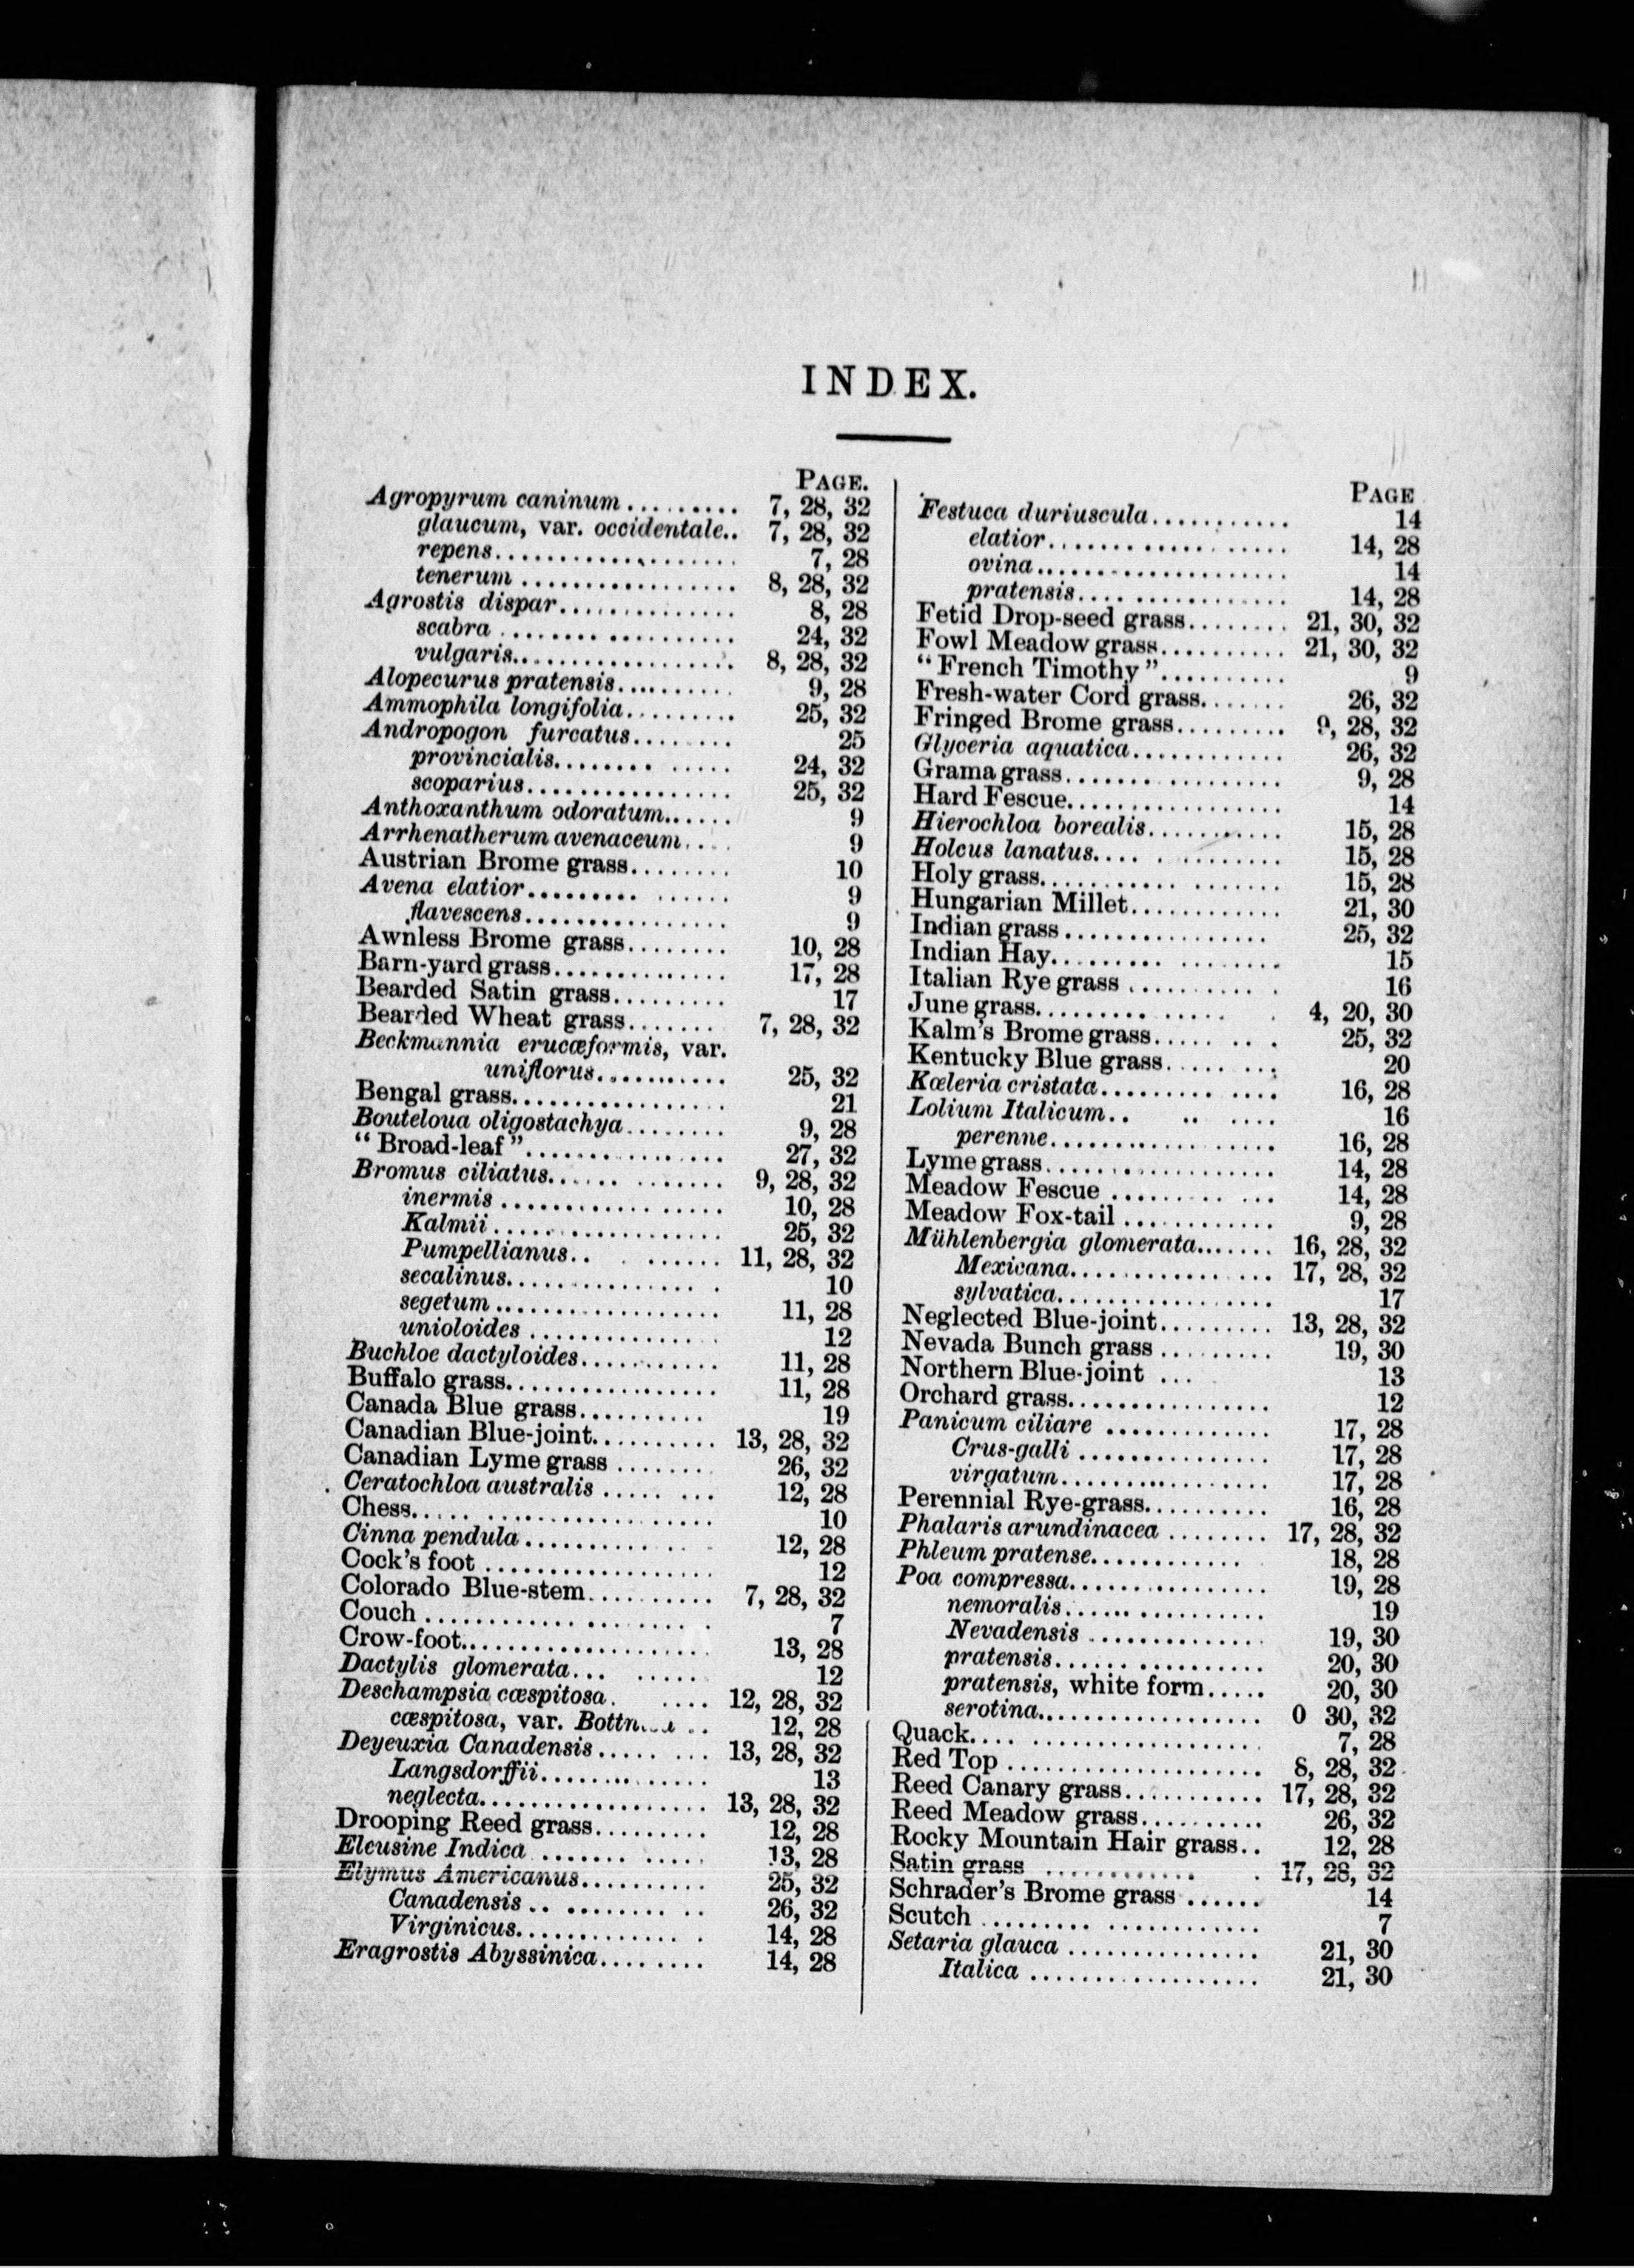 INDEX.
PAGE.
Agropyrum caninum .......... 7, 28, 32
glaucum, var. occidentale.. 7, 28, 32
repens................... 7, 28
tenerum ................. 8, 28, 32
Agrostis dispar.............. 8, 28
scabra ................... 24, 32
vulgaris................... 8, 28, 32
Alopecurus pratensis.......... 9, 28
Ammophila longifolia......... 25, 32
Andropogon furcatus........ 25
provincialis........ ..... 24, 32
scoparius................ 25, 32
Anthoxanthum odoratum...... 9
Arrhenatherum avenaceum.... 9
Austrian Brome grass........ 10
Avena elatior......... ...... 9
flavescens................ 9
Awnless Brome grass........ 10, 28
Barn-yard grass.............. 17, 28
Bearded Satin grass......... 17
Bearded Wheat grass........ 7, 28, 32
Beckmannia erucæformis, var.
uniflorus........... 25, 32
Bengal grass................. 21
Bouteloua oligostachya........ 9, 28
"Broad-leaf"................ 27, 32
Bromus ciliatus...... ....... 9, 28, 32
inermis ................. 10, 28
Kalmii.................. 25, 32
Pumpellianus.. ...... 11, 28, 32
secalinus................ . 10
segetum .................. 11, 28
unioloides ............... 12
Buchloe dactyloides........... 11, 28
Buffalo grass................. 11, 28
Canada Blue grass.......... 19
Canadian Blue-joint.......... 13, 28, 32
Canadian Lyme grass ........ 26, 32
Ceratochloa australis ..... ... 12, 28
Chess..... .................. 10
Cinna pendula............. . 12, 28
Cock's foot .................. 12
Colorado Blue-stem.......... 7, 28, 32
Couch ...................... 7
Crow-foot.................... 13, 28
Dactylis glomerata... ...... 12
Deschampsia cæspitosa. .... 12, 28, 32
cæspitosa, var. .. 12, 28
Deyeuxia Canadensis..... ... 13, 28, 32
Langsdorffii.............. 13
neglecta................... 13, 28, 32
Drooping Reed grass......... 12, 28
Eleusine Indica ....... ..... 13, 28
Elymus Americanus.......... 25, 32
Canadensis .. ......... .. 26, 32
Virginicus............... 14, 28
Eragrostis Abyssinica......... 14, 28
PAGE
Festuca duriuscula........... 14
elatior................... 14, 28
ovina..................... 14
pratensis.... ............ 14, 28
Fetid Drop-seed grass........ 21, 30, 32
Fowl Meadow grass.......... 21, 30, 32
"French Timothy".......... 9
Fresh-water Cord grass....... 26, 32
Fringed Brome grass......... 9, 28, 32
Glyceria aquatica............ 26, 32
Grama grass.................. 9, 28
Hard Fescue................. 14
Hierochloa borealis........... 15, 28
Holcus lanatus.... .......... 15, 28
Holy grass........... ....... 15, 28
Hungarian Millet............ 21, 30
Indian grass ................ 25, 32
Indian Hay......... ........ 15
Italian Rye grass .......... . 16
June grass.......... ..... . 4, 20, 30
Kalm's Brome grass..... ... . 25, 32
Kentucky Blue grass......... 20
Kœleria cristata......... .... 16, 28
Lolium Italicum.. .. .... 16
perenne................... 16, 28
Lyme grass................... 14, 28
Meadow Fescue ......... ... 14, 28
Meadow Fox-tail ............ 9, 28
Mühlenbergia glomerata....... 16, 28, 32
Mexicana................ 17, 28, 32
sylvatica.................. 17
Neglected Blue-joint......... 13, 28, 32
Nevada Bunch grass ......... 19, 30
Northern Blue-joint ... 13
Orchard grass................ 12
Panicum ciliare ............. 17, 28
Crus-galli ............... 17, 28
virgatum................. 17, 28
Perennial Rye-grass.......... 16, 28
Phalaris arundinacea ........ 17, 28, 32
Phleum pratense............ 18, 28
Poa compressa................ 19, 28
nemoralis...... ........... 19
Nevadensis .............. 19, 30
pratensis................. 20, 30
pratensis, white form..... 20, 30
serotina.................. 0 30, 32
Quack.... .................. 7, 28
Red Top .................... 8, 28, 32
Reed Canary grass........... 17, 28, 32
Reed Meadow grass.......... 26, 32
Rocky Mountain Hair grass.. 12, 28
Satin grass ............ . 17, 28, 32
Schrader's Brome grass ...... 14
Scutch ......... ............ 7
Setaria glauca ............... 21, 30
Italica .................. 21, 30